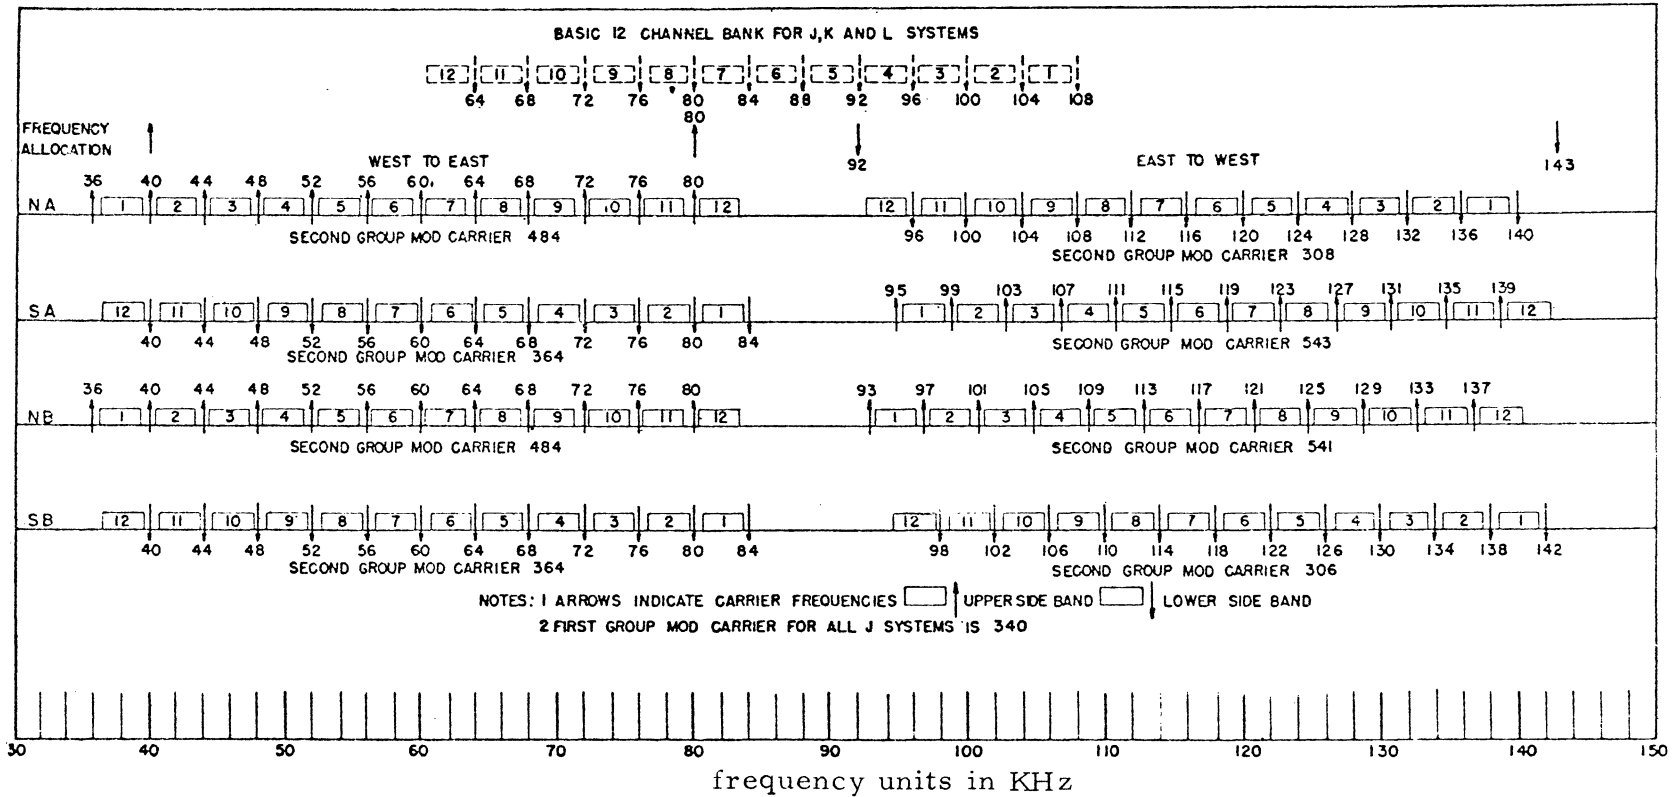 BASIC 12 CHANNEL BANK FOR J,K AND L SYSTEMS
12 11 10 9 8 7 6 5 4 3 2 1
64 68 72 76 80 84 88 92 96 100 104 108
FREQUENCY ALLOCATION
80 92 143
WEST TO EAST EAST TO WEST
36 40 44 48 52 56 60 64 68 72 76 80
NA 1 2 3 4 5 6 7 8 9 10 11 12 12 11 10 9 8 7 6 5 4 3 2 1
96 100 104 108 112 116 120 124 128 132 136 140
SECOND GROUP MOD CARRIER 484 SECOND GROUP MOD CARRIER 308
95 99 103 107 111 115 119 123 127 131 135 139
SA 12 11 10 9 8 7 6 5 4 3 2 1 1 2 3 4 5 6 7 8 9 10 11 12
40 44 48 52 56 60 64 68 72 76 80 84
SECOND GROUP MOD CARRIER 364 SECOND GROUP MOD CARRIER 543
36 40 44 48 52 56 60 64 68 72 76 80 93 97 101 105 109 113 117 121 125 129 133 137
NB 1 2 3 4 5 6 7 8 9 10 11 12 1 2 3 4 5 6 7 8 9 10 11 12
SECOND GROUP MOD CARRIER 484 SECOND GROUP MOD CARRIER 541
SB 12 11 10 9 8 7 6 5 4 3 2 1 12 11 10 9 8 7 6 5 4 3 2 1
40 44 48 52 56 60 64 68 72 76 80 84 98 102 106 110 114 118 122 126 130 134 138 142
SECOND GROUP MOD CARRIER 364 SECOND GROUP MOD CARRIER 306
NOTES: 1 ARROWS INDICATE CARRIER FREQUENCIES UPPER SIDE BAND LOWER SIDE BAND
2 FIRST GROUP MOD CARRIER FOR ALL J SYSTEMS IS 340
30 40 50 60 70 80 90 100 110 120 130 140 150
frequency units in KHz